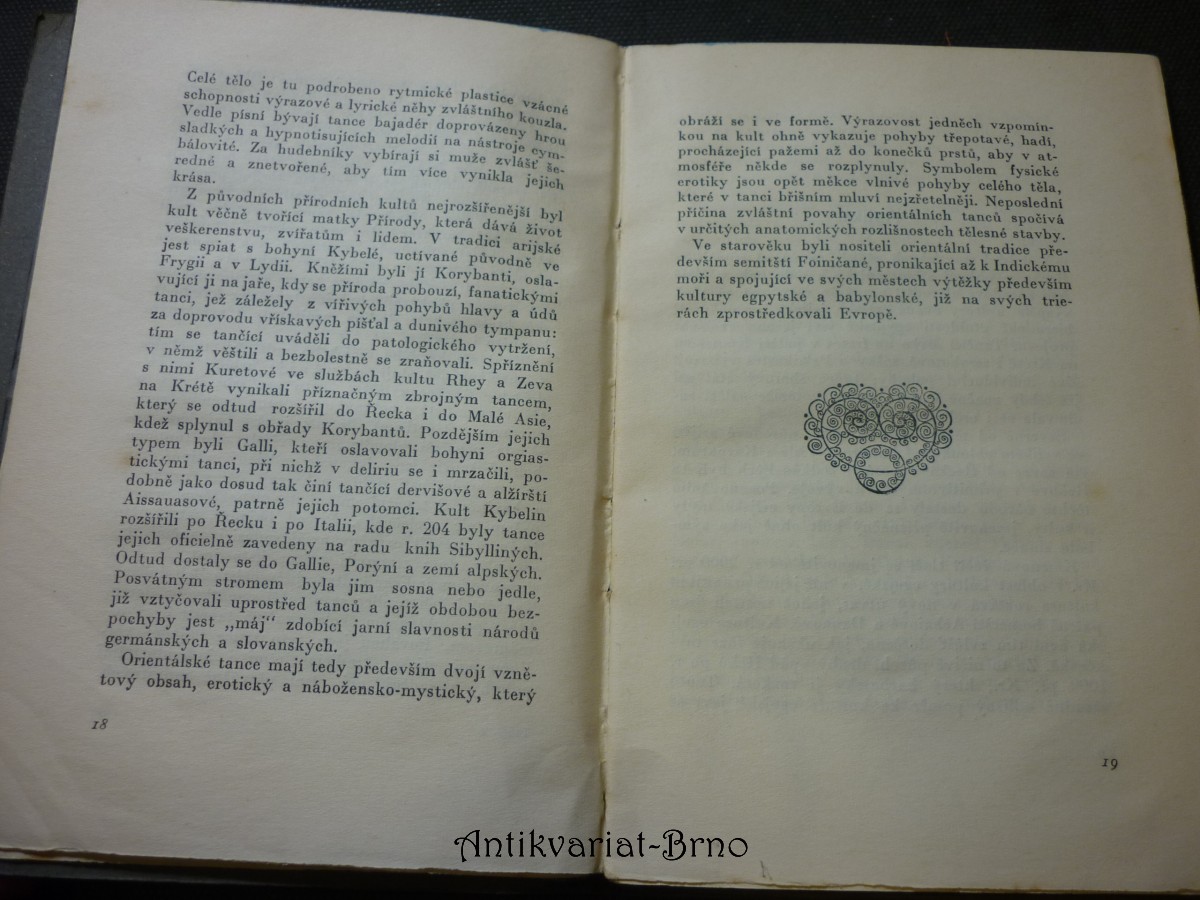 Celé tělo je tu podrobeno rytmické plastice vzácné
schopnosti výrazové a lyrické něhy zvláštního kouzla.
Vedle písní bývají tance bajadér doprovázeny hrou
sladkých a hypnotisujících melodií na nástroje cym-
bálovité. Za hudebníky vybírají si muže zvlášť še-
redné a znetvořené, aby tím více vynikla jejich
krása.
Z původních přírodních kultů nejrozšířenější byl
kult věčně tvořící matky Přírody, která dává život
veškerenstvu, zvířatům i lidem. V tradici arijské
jest spiat s bohyní Kybelé, uctívané původně ve
Frygii a v Lydii. Kněžími byli jí Korybanti, osla-
vující ji na jaře, kdy se příroda probouzí, fanatickými
tanci, jež záležely z vířivých pohybů hlavy a údů
za doprovodu vřískavých píšťal a dunivého tympanu:
tím se tančící uváděli do patologického vytržení,
v němž věštili a bezbolestně se zraňovali. Spříznění
s nimi Kuretové ve službách kultu Rhey a Zeva
na Krétě vynikali příznačným zbrojným tancem,
který se odtud rozšířil do Řecka i do Malé Asie,
kdež splynul s obřady Korybantů. Pozdějším jejich
typem byli Galli, kteří oslavovali bohyni orgias-
tickými tanci, při nichž v deliriu se i mrzačili, po-
dobně jako dosud tak činí tančící dervišové a alžírští
Aissauasové, patrně jejich potomci. Kult Kybelin
rozšířili po Řecku i po Italii, kde r. 204 byly tance
jejich oficielně zavedeny na radu knih Sibylliných.
Odtud dostaly se do Gallie, Porýní a zemí alpských.
Posvátným stromem byla jim sosna nebo jedle,
již vztyčovali uprostřed tanců a jejíž obdobou bez-
pochyby jest „máj“ zdobící jarní slavnosti národů
germánských a slovanských.
Orientálské tance mají tedy především dvojí vzně-
tový obsah, erotický a nábožensko-mystický, který
18
obráží se i ve formě. Výrazovost jedněch vzpomín-
kou na kult ohně vykazuje pohyby třepotavé, hadí,
procházející pažemi až do konečků prstů, aby v at-
mosféře někde se rozplynuly. Symbolem fysické
erotiky jsou opět měkce vlnivé pohyby celého těla,
které v tanci břišním mluví nejzřetelněji. Neposlední
příčina zvláštní povahy orientálních tanců spočívá
v určitých anatomických rozlišnostech tělesné stavby.
Ve starověku byli nositeli orientální tradice pře-
devším semitští Foiničané, pronikající až k Indickému
moři a spojující ve svých městech výtěžky především
kultury egpytské a babylonské, již na svých trie-
rách zprostředkovali Evropě.
19
Antikvariat-Brno